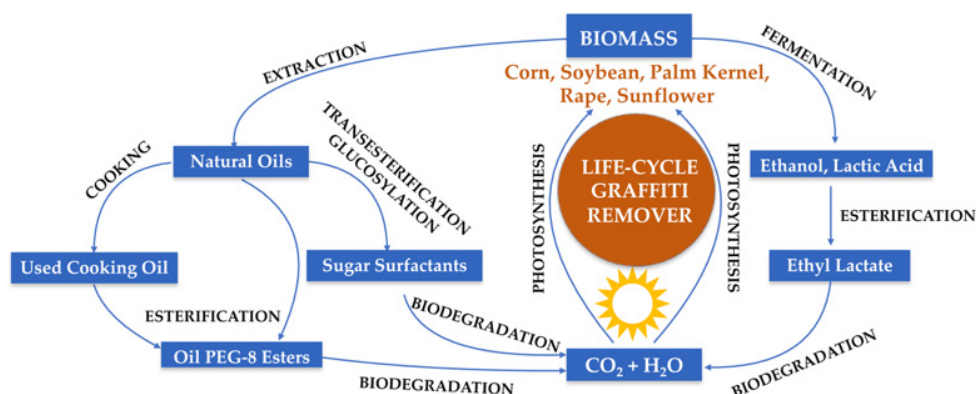 BIOMASS
EXTRACTION
FERMENTATION
Corn, Soybean, Palm Kernel,
Rape, Sunflower
TRANSESTERIFICATION
GLUCOSYLATION
COOKING
Natural Oils
PHOTOSYNTHESIS
LIFE-CYCLE
GRAFFITI
REMOVER
PHOTOSYNTHESIS
Ethanol, Lactic Acid
ESTERIFICATION
Used Cooking Oil
Sugar Surfactants
Ethyl Lactate
ESTERIFICATION
BIODEGRADATION
Oil PEG-8 Esters
CO₂ + H₂O
BIODEGRADATION
BIODEGRADATION